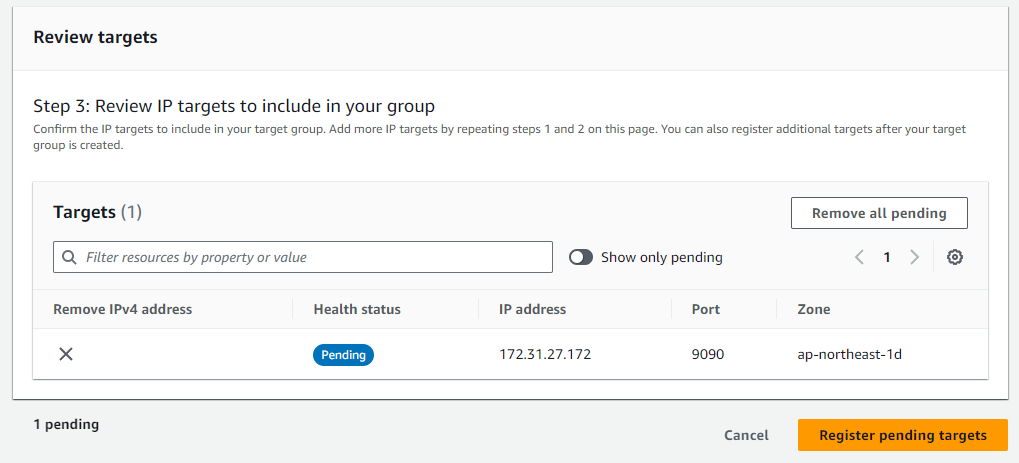 Review targets
Step 3: Review IP targets to include in your group
Confirm the IP targets to include in your target group. Add more IP targets by repeating steps 1 and 2 on this page. You can also register additional targets after your target
group is created.
Targets (1)
Remove all pending
Filter resources by property or value
Show only pending
1
Remove IPv4 address Health status IP address Port Zone
Pending 172.31.27.172 9090 ap-northeast-1d
1 pending
Cancel Register pending targets